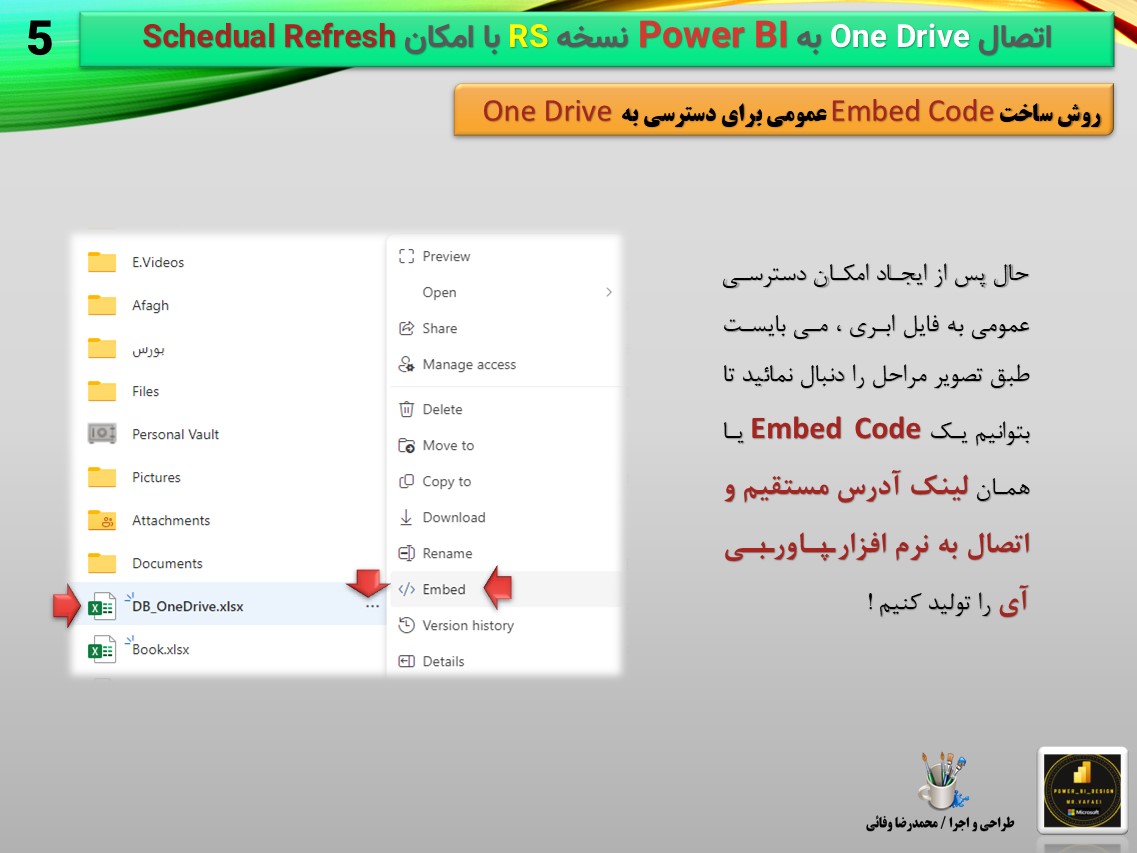 5
اتصال One Drive به Power BI نسخه RS با امکان Schedual Refresh
روش ساخت Embed Code عمومی برای دسترسی به One Drive
حال پس از ایجاد امکان دسترسی
عمومی به فایل ابری ، می بایست
طبق تصویر مراحل را دنبال نمائید تا
بتوانیم یک Embed Code یا
همان لینک آدرس مستقیم و
اتصال به نرم افزار پاور بی
آی را تولید کنیم !
E.Videos
Afagh
بورس
Files
Personal Vault
Pictures
Attachments
Documents
DB_OneDrive.xlsx
Book.xlsx
Preview
Open
Share
Manage access
Delete
Move to
Copy to
Download
Rename
Embed
Version history
Details
طراحی و اجرا / محمدرضا وفائی
POWER_BI_DESIGN
MR.VAFAEI
Microsoft